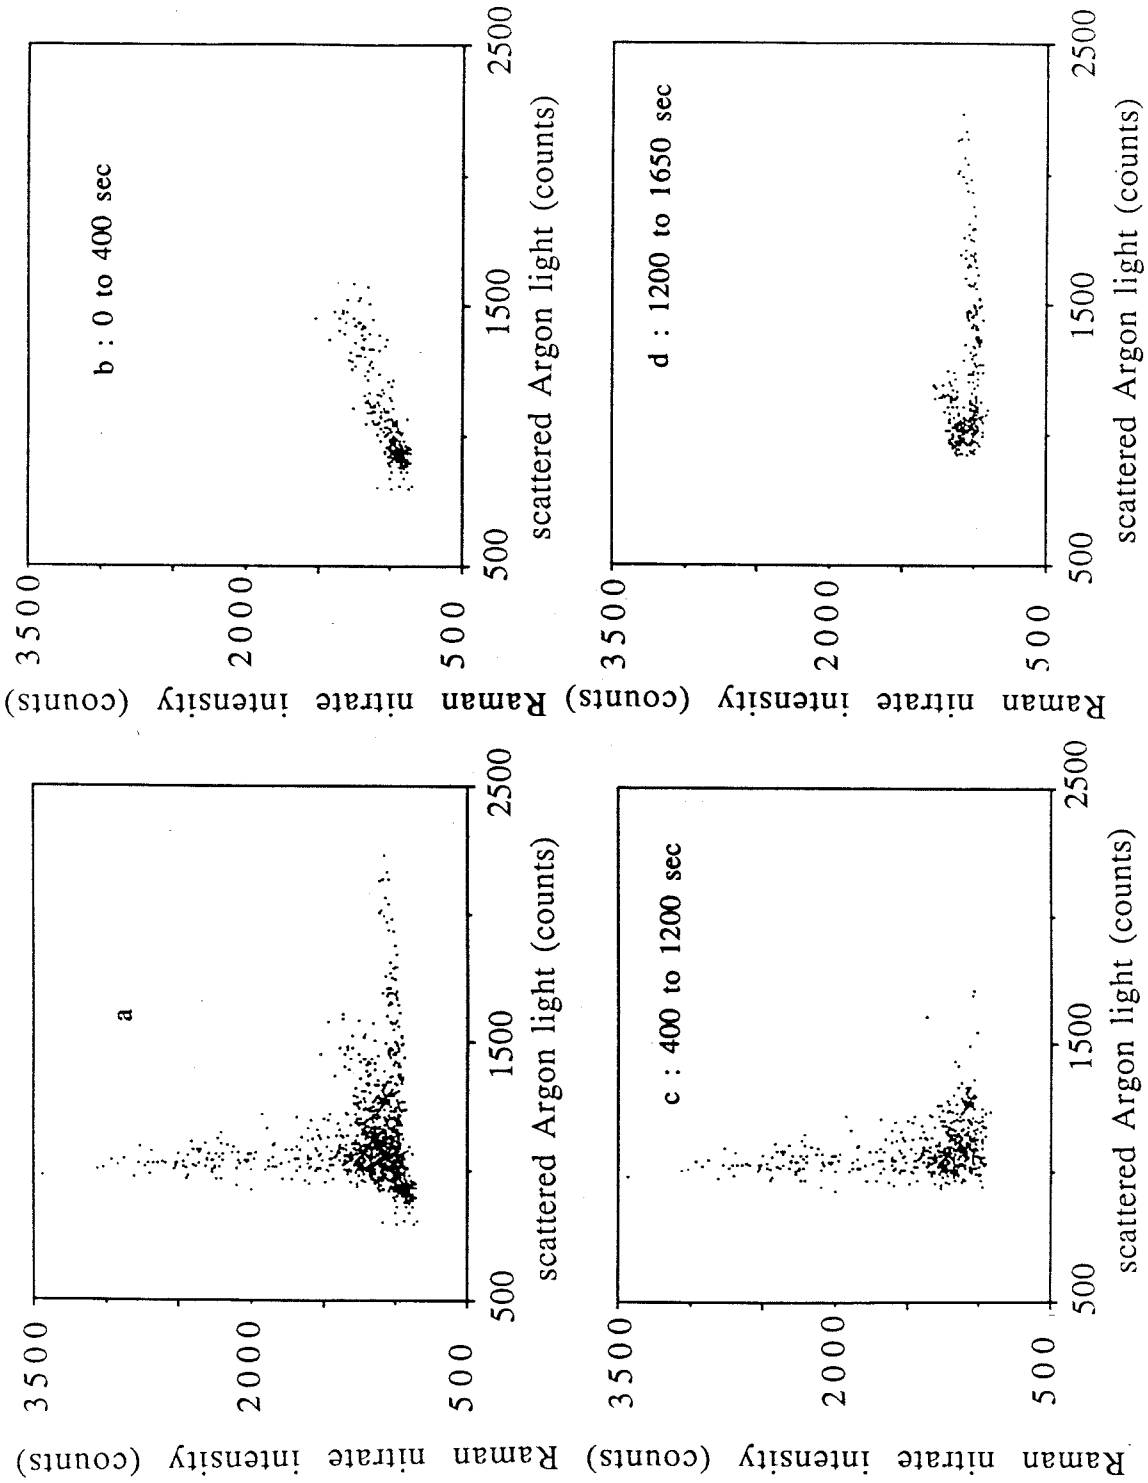 Raman nitrate intensity (counts)
3500
2000
500
a
500
1500
2500
scattered Argon light (counts)
Raman nitrate intensity (counts)
3500
2000
500
b : 0 to 400 sec
500
1500
2500
scattered Argon light (counts)
Raman nitrate intensity (counts)
3500
2000
500
c : 400 to 1200 sec
500
1500
2500
scattered Argon light (counts)
Raman nitrate intensity (counts)
3500
2000
500
d : 1200 to 1650 sec
500
1500
2500
scattered Argon light (counts)